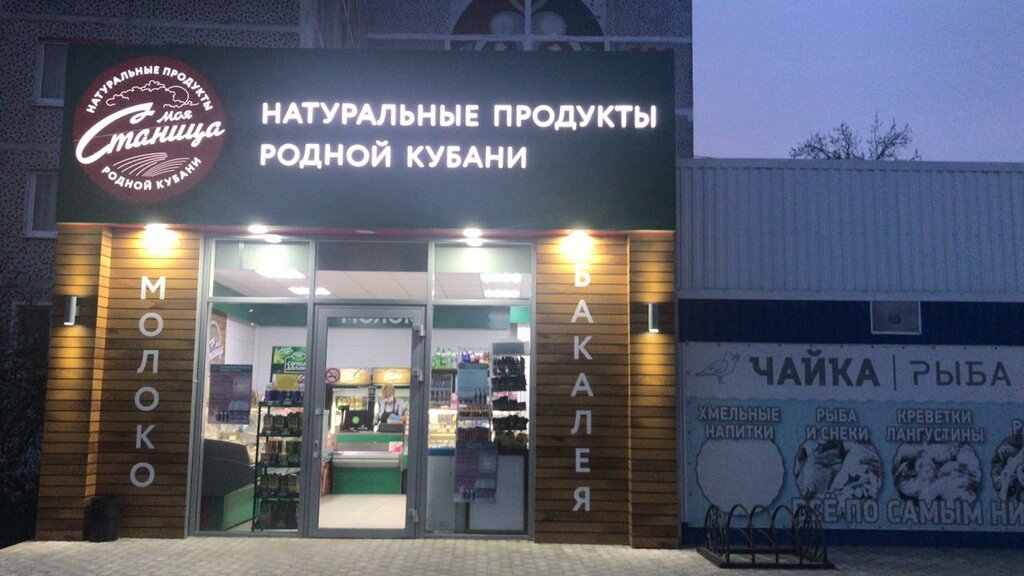 НАТУРАЛЬНЫЕ ПРОДУКТЫ
Моя
Станица
РОДНОЙ КУБАНИ
НАТУРАЛЬНЫЕ ПРОДУКТЫ
РОДНОЙ КУБАНИ
МОЛОКО
БАКАЛЕЯ
ЧАЙКА | РЫБА
ХМЕЛЬНЫЕ
НАПИТКИ
РЫБА
И СНЕКИ
КРЕВЕТКИ
ЛАНГУСТИНЫ
ВСЁ ПО САМЫМ НИ